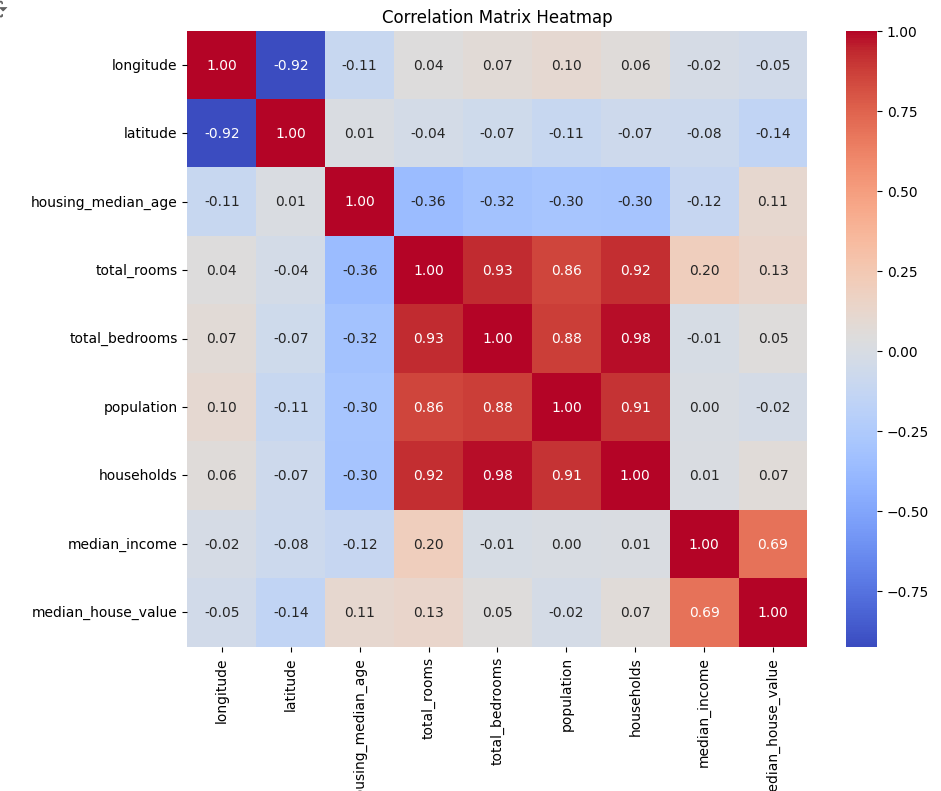 Correlation Matrix Heatmap
longitude 1.00 -0.92 -0.11 0.04 0.07 0.10 0.06 -0.02 -0.05
latitude -0.92 1.00 0.01 -0.04 -0.07 -0.11 -0.07 -0.08 -0.14
housing_median_age -0.11 0.01 1.00 -0.36 -0.32 -0.30 -0.30 -0.12 0.11
total_rooms 0.04 -0.04 -0.36 1.00 0.93 0.86 0.92 0.20 0.13
total_bedrooms 0.07 -0.07 -0.32 0.93 1.00 0.88 0.98 -0.01 0.05
population 0.10 -0.11 -0.30 0.86 0.88 1.00 0.91 0.00 -0.02
households 0.06 -0.07 -0.30 0.92 0.98 0.91 1.00 0.01 0.07
median_income -0.02 -0.08 -0.12 0.20 -0.01 0.00 0.01 1.00 0.69
median_house_value -0.05 -0.14 0.11 0.13 0.05 -0.02 0.07 0.69 1.00
longitude
latitude
ousing_median_age
total_rooms
total_bedrooms
population
households
median_income
edian_house_value
1.00
0.75
0.50
0.25
0.00
−0.25
−0.50
−0.75